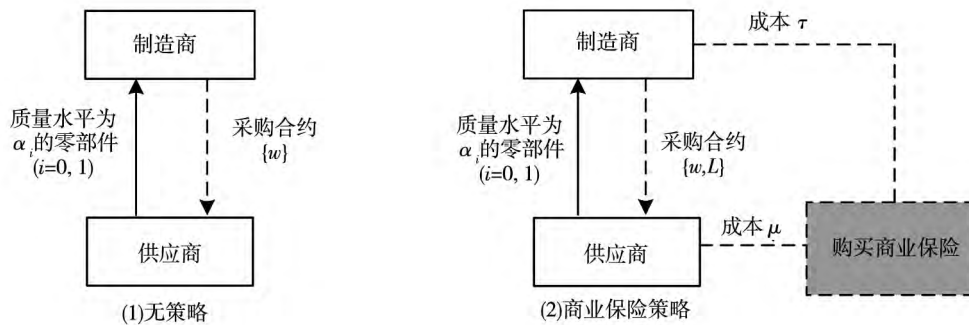 制造商
质量水平为
α_i的零部件
(i=0, 1)
采购合约
{w}
供应商
(1)无策略
制造商
成本 τ
质量水平为
α_i的零部件
(i=0, 1)
采购合约
{w,L}
供应商
成本 μ
购买商业保险
(2)商业保险策略